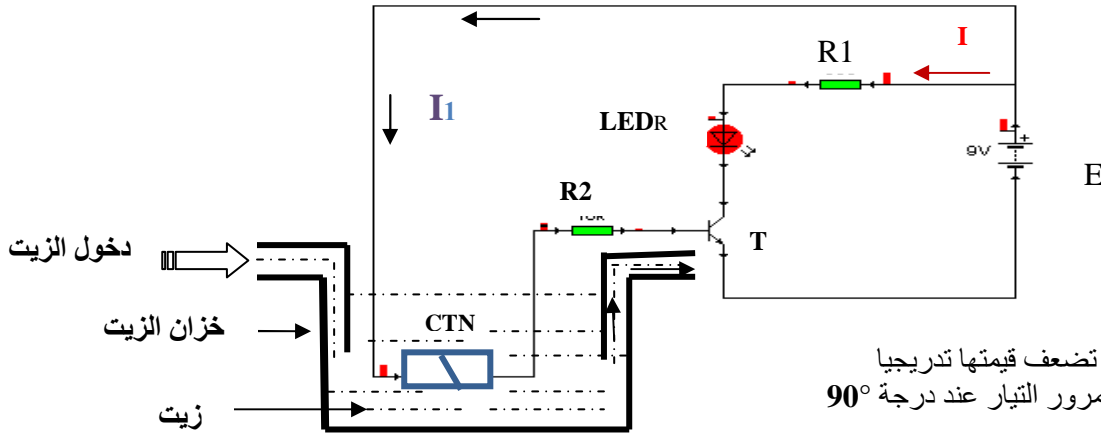 I
R1
I1
LEDR
9V
+
E
R2
T
دخول الزيت
خزان الزيت
CTN
زيت
تضعف قيمتها تدريجيا
مرور التيار عند درجة 90°